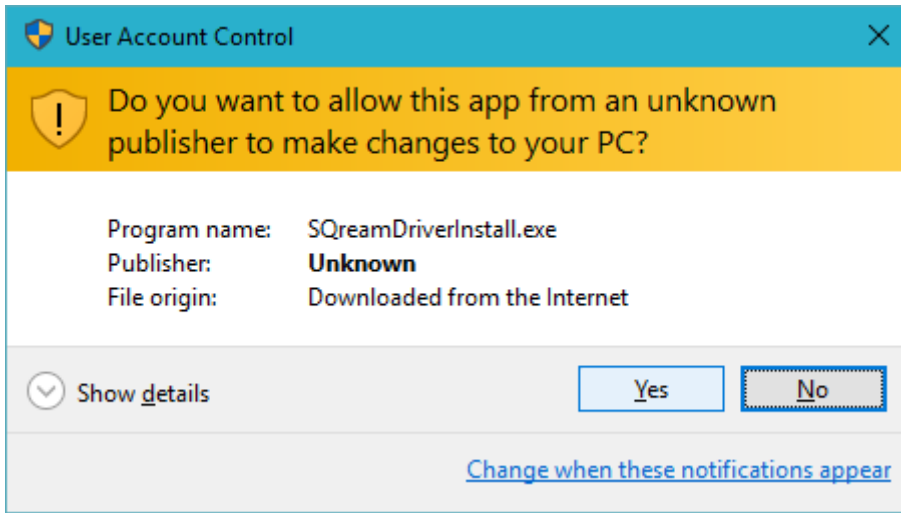 User Account Control
Do you want to allow this app from an unknown
publisher to make changes to your PC?
Program name: SQreamDriverInstall.exe
Publisher: Unknown
File origin: Downloaded from the Internet
Show details
Yes No
Change when these notifications appear